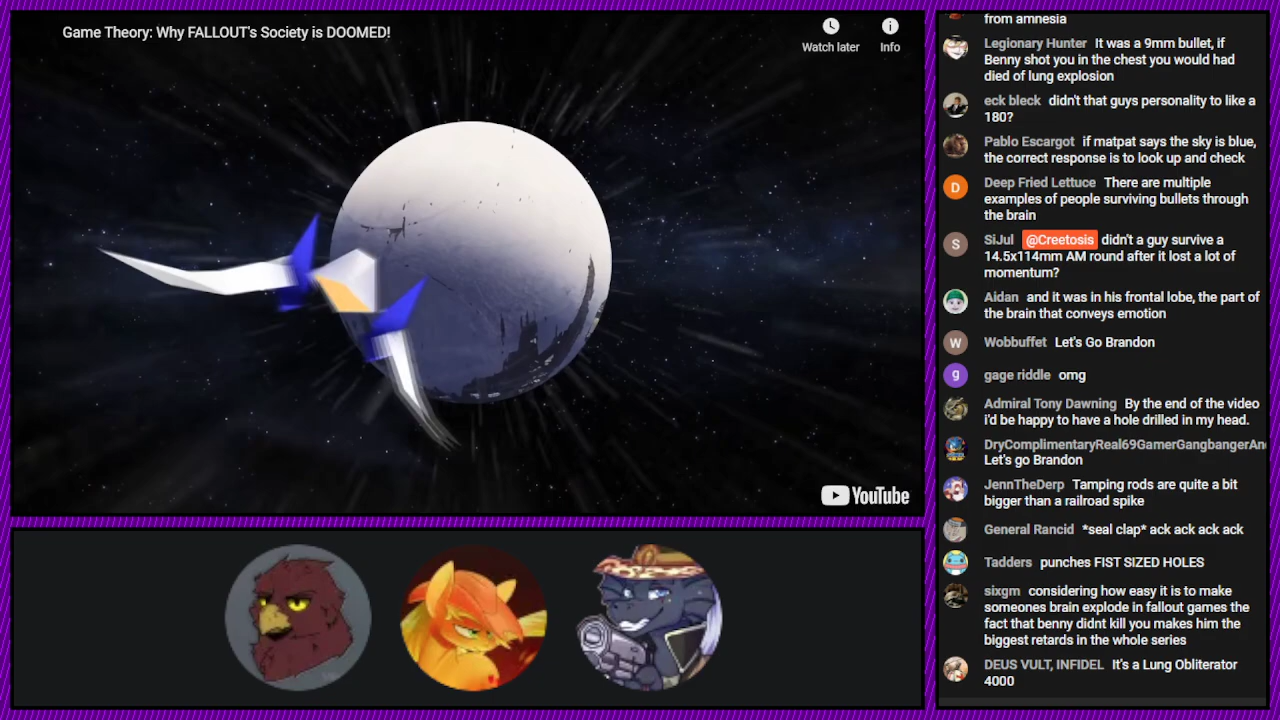 Game Theory: Why FALLOUT's Society is DOOMED!
Watch later
Info
YouTube
from amnesia
Legionary Hunter It was a 9mm bullet, if
Benny shot you in the chest you would had
died of lung explosion
eck bleck didn't that guys personality to like a
180?
Pablo Escargot if matpat says the sky is blue,
the correct response is to look up and check
D
Deep Fried Lettuce There are multiple
examples of people surviving bullets through
the brain
S
SiJul @Creetosis didn't a guy survive a
14.5x114mm AM round after it lost a lot of
momentum?
Aidan and it was in his frontal lobe, the part of
the brain that conveys emotion
W
Wobbuffet Let's Go Brandon
g
gage riddle omg
Admiral Tony Dawning By the end of the video
i'd be happy to have a hole drilled in my head.
DryComplimentaryReal69GamerGangbangerAn
Let's go Brandon
JennTheDerp Tamping rods are quite a bit
bigger than a railroad spike
General Rancid *seal clap* ack ack ack ack
Tadders punches FIST SIZED HOLES
sixgm considering how easy it is to make
someones brain explode in fallout games the
fact that benny didnt kill you makes him the
biggest retards in the whole series
DEUS VULT, INFIDEL It's a Lung Obliterator
4000